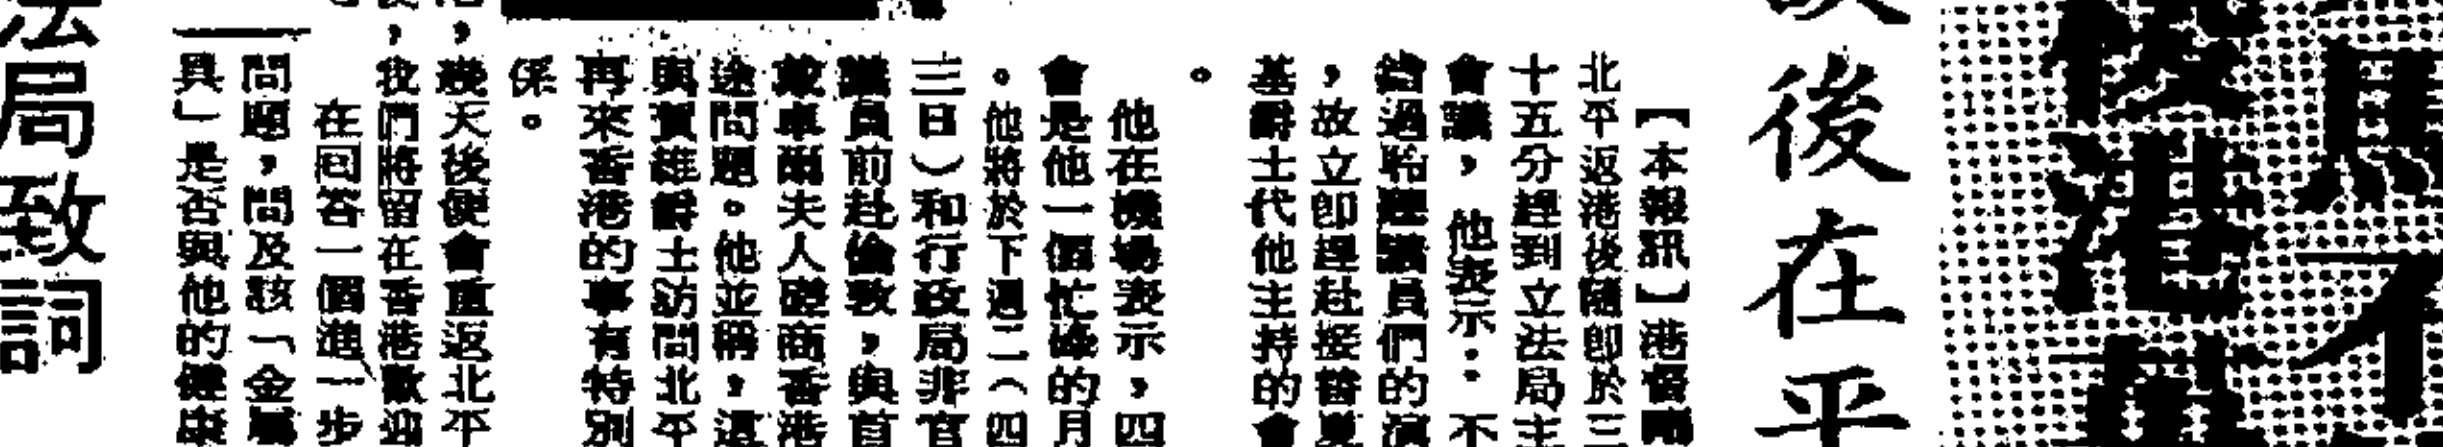 後在平
【本報訊】港督
北平返港後隨即於三
十五分趕到立法局主
會議，他表示：不
錯過聆聽議員們的演
，故立即趕赴接替夏
基爵士代他主持的會
。
他在機場表示，四
會是他一個忙碌的月
。他將於下週二（四
三日）和行政局非官
議員前赴倫敦，與首
戴卓爾夫人磋商香港
途問題。他並稱，這
與賀維爵士訪問北平
再來香港的事有特別
係。
幾天後便會重返北平
，我們將留在香港歡迎
在回答一個進一步
問題，問及該「金屬
具」是否與他的健康
法局致詞